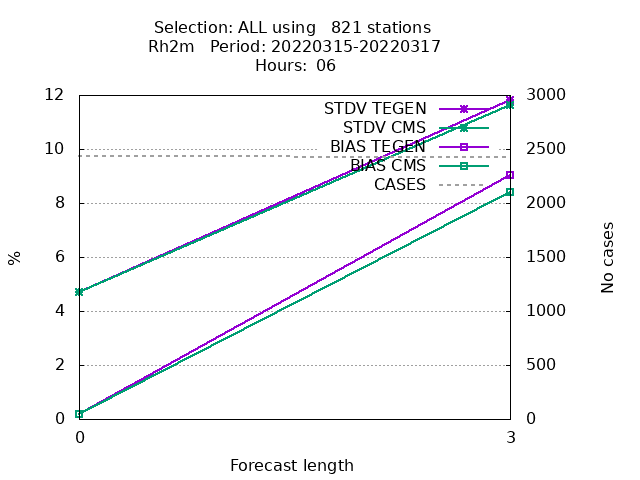 Selection: ALL using   821 stations
Rh2m   Period: 20220315-20220317
Hours:  06
12
10
8
6
4
2
0
%
STDV TEGEN
STDV CMS
BIAS TEGEN
BIAS CMS
CASES
3000
2500
2000
1500
1000
500
0
No cases
0
3
Forecast length